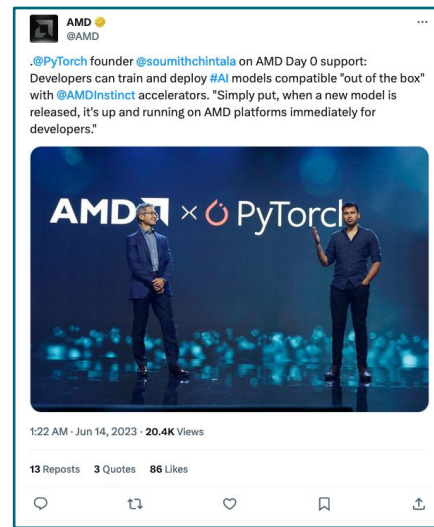 AMD
@AMD
.@PyTorch founder @soumithchintala on AMD Day 0 support:
Developers can train and deploy #AI models compatible "out of the box"
with @AMDInstinct accelerators. "Simply put, when a new model is
released, it's up and running on AMD platforms immediately for
developers."
AMD × PyTorch
1:22 AM · Jun 14, 2023 · 20.4K Views
13 Reposts 3 Quotes 86 Likes